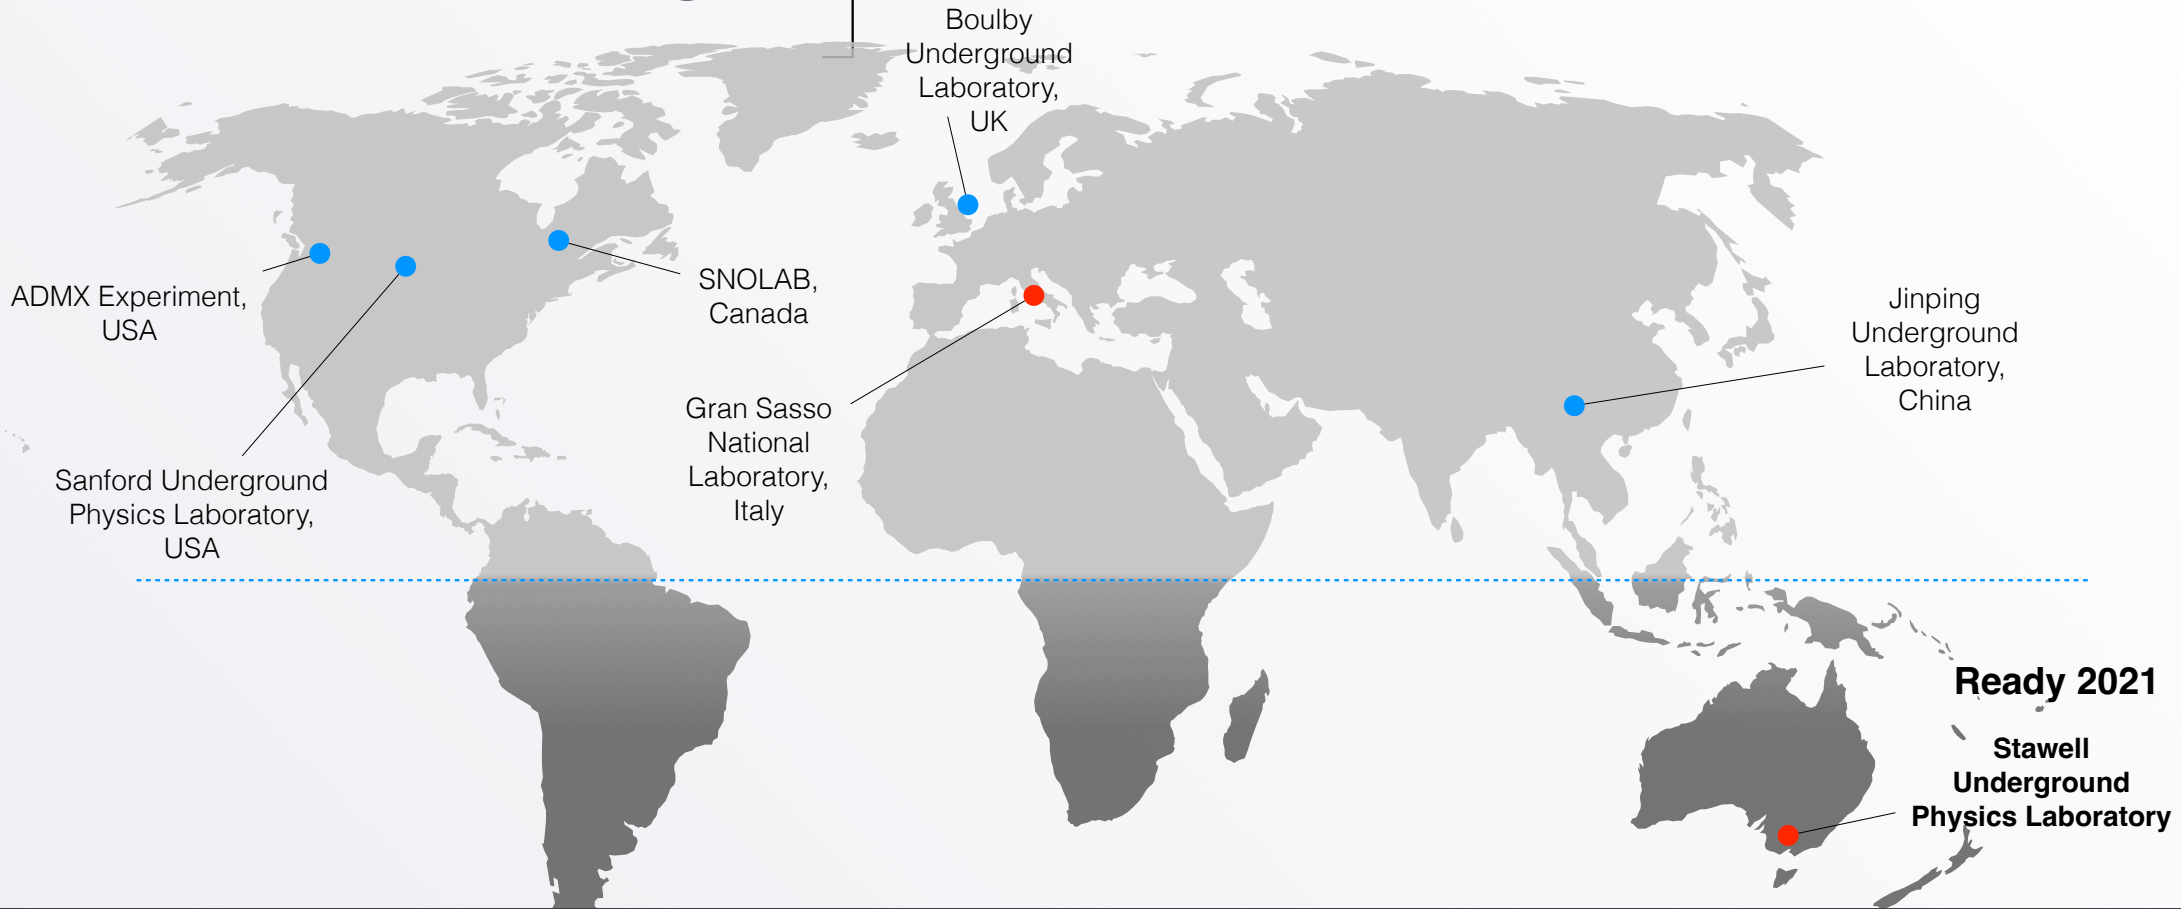 Boulby
Underground
Laboratory,
UK
ADMX Experiment,
USA
SNOLAB,
Canada
Jinping
Underground
Laboratory,
China
Gran Sasso
National
Laboratory,
Italy
Sanford Underground
Physics Laboratory,
USA
Ready 2021
Stawell
Underground
Physics Laboratory